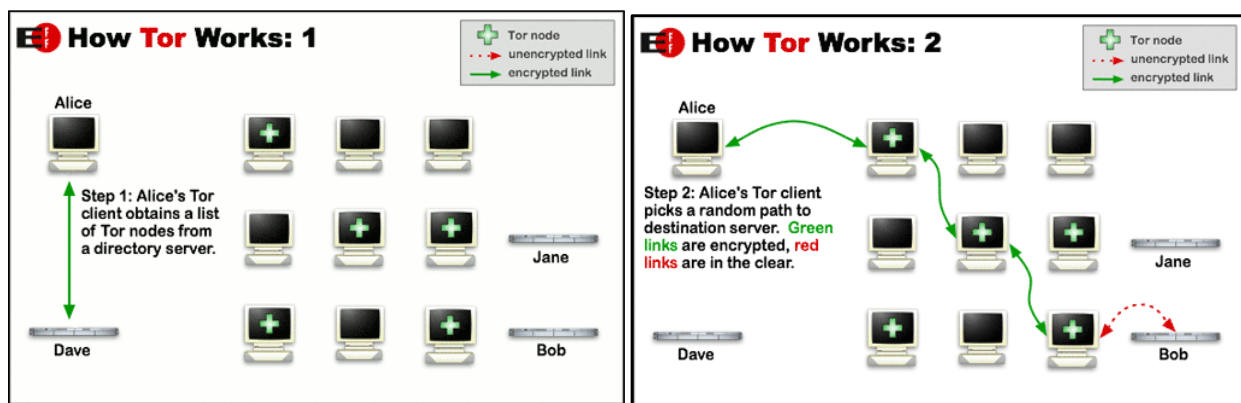 EFF How Tor Works: 1
Tor node
unencrypted link
encrypted link
Alice
Step 1: Alice's Tor
client obtains a list
of Tor nodes from
a directory server.
Jane
Dave
Bob
EFF How Tor Works: 2
Tor node
unencrypted link
encrypted link
Alice
Step 2: Alice's Tor client
picks a random path to
destination server. Green
links are encrypted, red
links are in the clear.
Jane
Dave
Bob